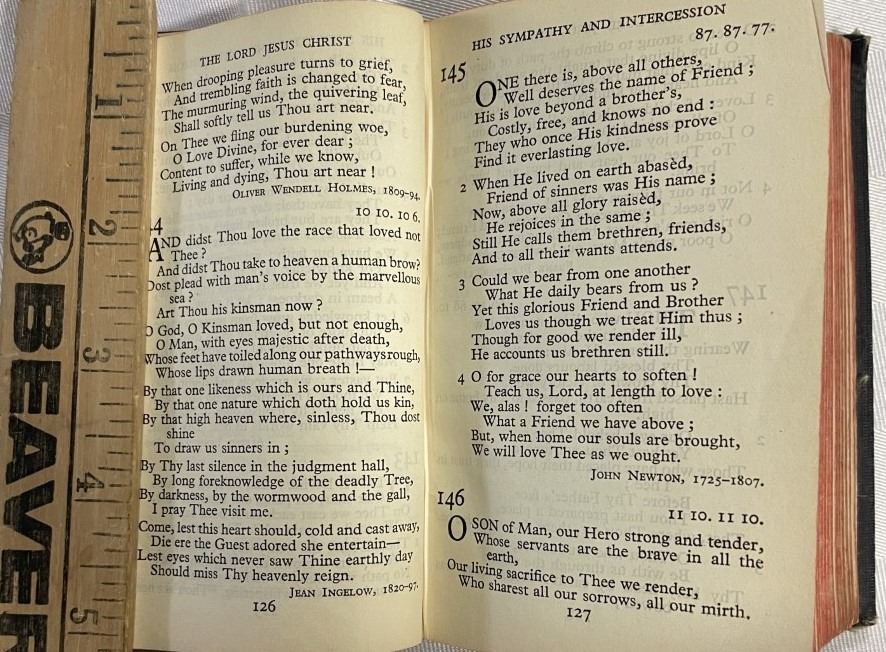 1
2
3
4
5
BEAVER
THE LORD JESUS CHRIST
When drooping pleasure turns to grief,
And trembling faith is changed to fear,
The murmuring wind, the quivering leaf,
Shall softly tell us Thou art near.
On Thee we fling our burdening woe,
O Love Divine, for ever dear;
Content to suffer, while we know,
Living and dying, Thou art near!
OLIVER WENDELL HOLMES, 1809-94.
10 10. 10 6.
4
AND didst Thou love the race that loved not
Thee?
And didst Thou take to heaven a human brow?
Dost plead with man's voice by the marvellous
sea?
Art Thou his kinsman now?
O God, O Kinsman loved, but not enough,
O Man, with eyes majestic after death,
Whose feet have toiled along our pathways rough,
Whose lips drawn human breath!—
By that one likeness which is ours and Thine,
By that one nature which doth hold us kin,
By that high heaven where, sinless, Thou dost
shine
To draw us sinners in;
By Thy last silence in the judgment hall,
By long foreknowledge of the deadly Tree,
By darkness, by the wormwood and the gall,
I pray Thee visit me.
Come, lest this heart should, cold and cast away,
Die ere the Guest adored she entertain—
Lest eyes which never saw Thine earthly day
Should miss Thy heavenly reign.
JEAN INGELOW, 1820-97.
126
HIS SYMPATHY AND INTERCESSION
87. 87. 77.
145
ONE there is, above all others,
Well deserves the name of Friend;
His is love beyond a brother's,
Costly, free, and knows no end:
They who once His kindness prove
Find it everlasting love.
2 When He lived on earth abasèd,
Friend of sinners was His name;
Now, above all glory raisèd,
He rejoices in the same;
Still He calls them brethren, friends,
And to all their wants attends.
3 Could we bear from one another
What He daily bears from us?
Yet this glorious Friend and Brother
Loves us though we treat Him thus;
Though for good we render ill,
He accounts us brethren still.
4 O for grace our hearts to soften!
Teach us, Lord, at length to love:
We, alas! forget too often
What a Friend we have above;
But, when home our souls are brought,
We will love Thee as we ought.
JOHN NEWTON, 1725-1807.
146
11 10. 11 10.
O SON of Man, our Hero strong and tender,
Whose servants are the brave in all the
earth,
Our living sacrifice to Thee we render,
Who sharest all our sorrows, all our mirth.
127